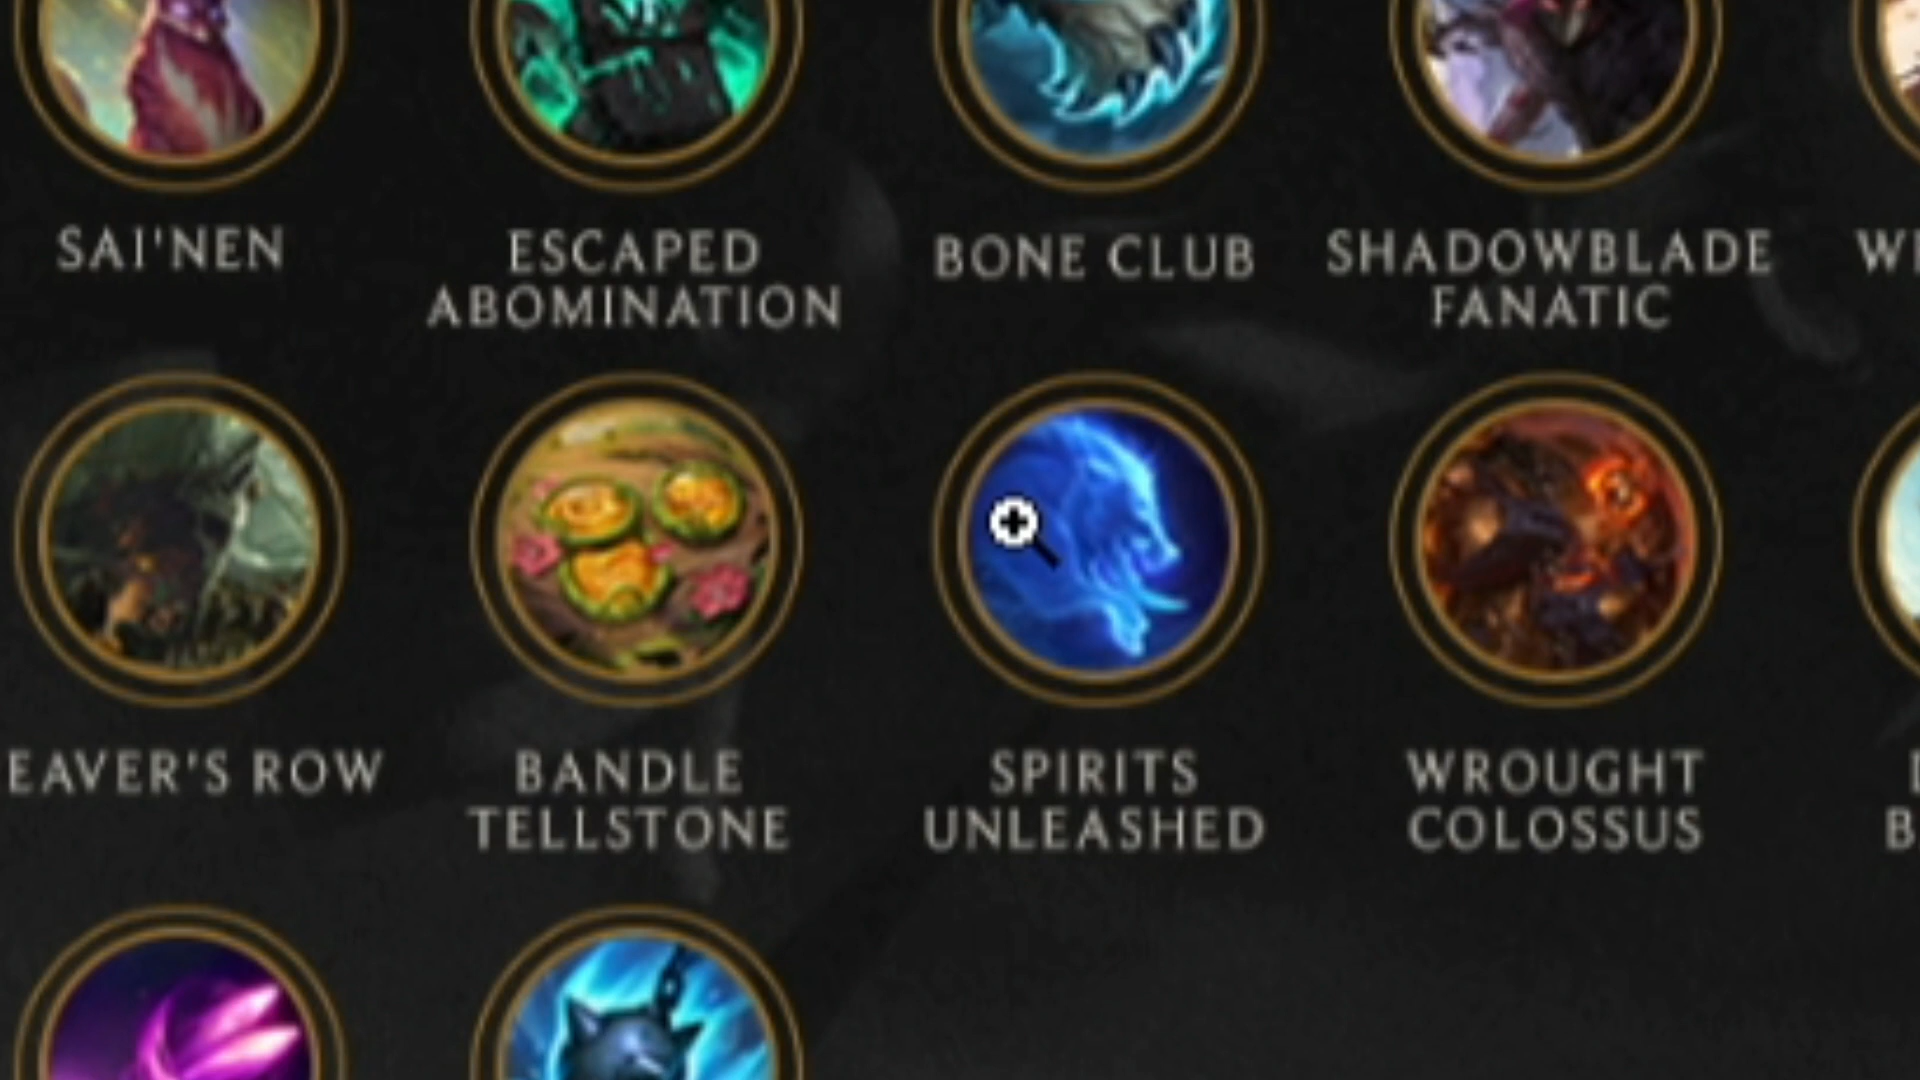 SAI'NEN
ESCAPED
ABOMINATION
BONE CLUB
SHADOWBLADE
FANATIC
EAVER'S ROW
BANDLE
TELLSTONE
SPIRITS
UNLEASHED
WROUGHT
COLOSSUS